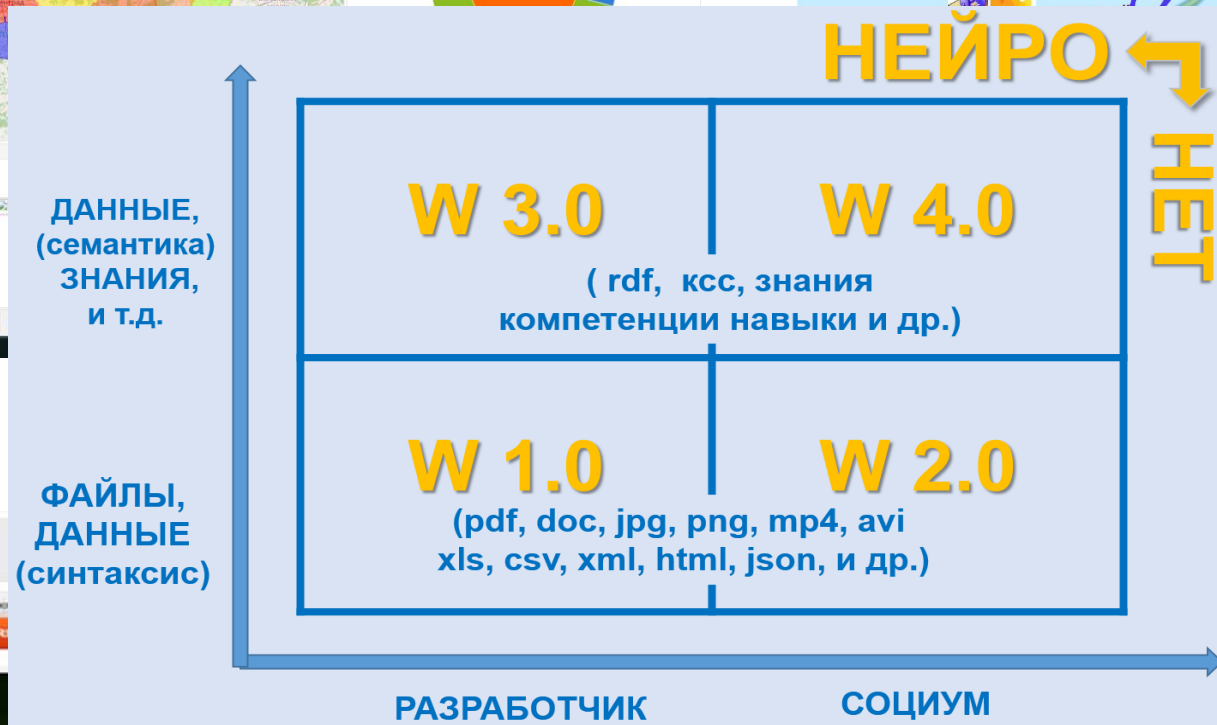 НЕЙРО
НЕТ
ДАННЫЕ,
(семантика)
ЗНАНИЯ,
и т.д.
W 3.0
W 4.0
( rdf, ксс, знания
компетенции навыки и др.)
ФАЙЛЫ,
ДАННЫЕ
(синтаксис)
W 1.0
W 2.0
(pdf, doc, jpg, png, mp4, avi
xls, csv, xml, html, json, и др.)
РАЗРАБОТЧИК
СОЦИУМ